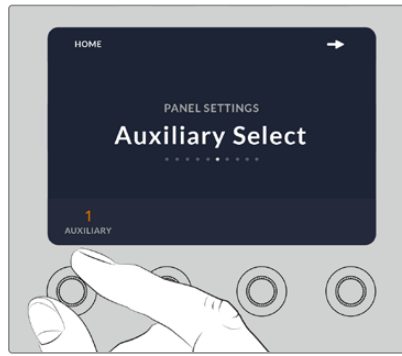 HOME
PANEL SETTINGS
Auxiliary Select
1
AUXILIARY